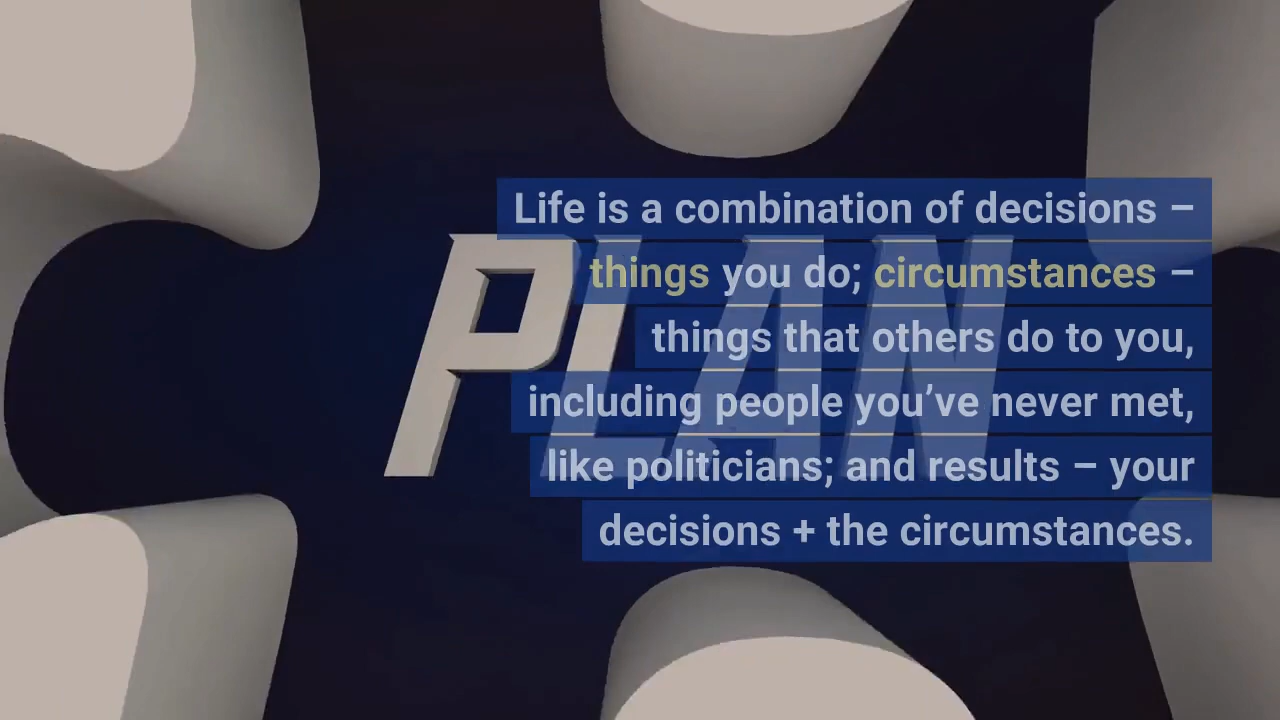 Life is a combination of decisions –
things you do; circumstances –
things that others do to you,
including people you’ve never met,
like politicians; and results – your
decisions + the circumstances.
PLAN